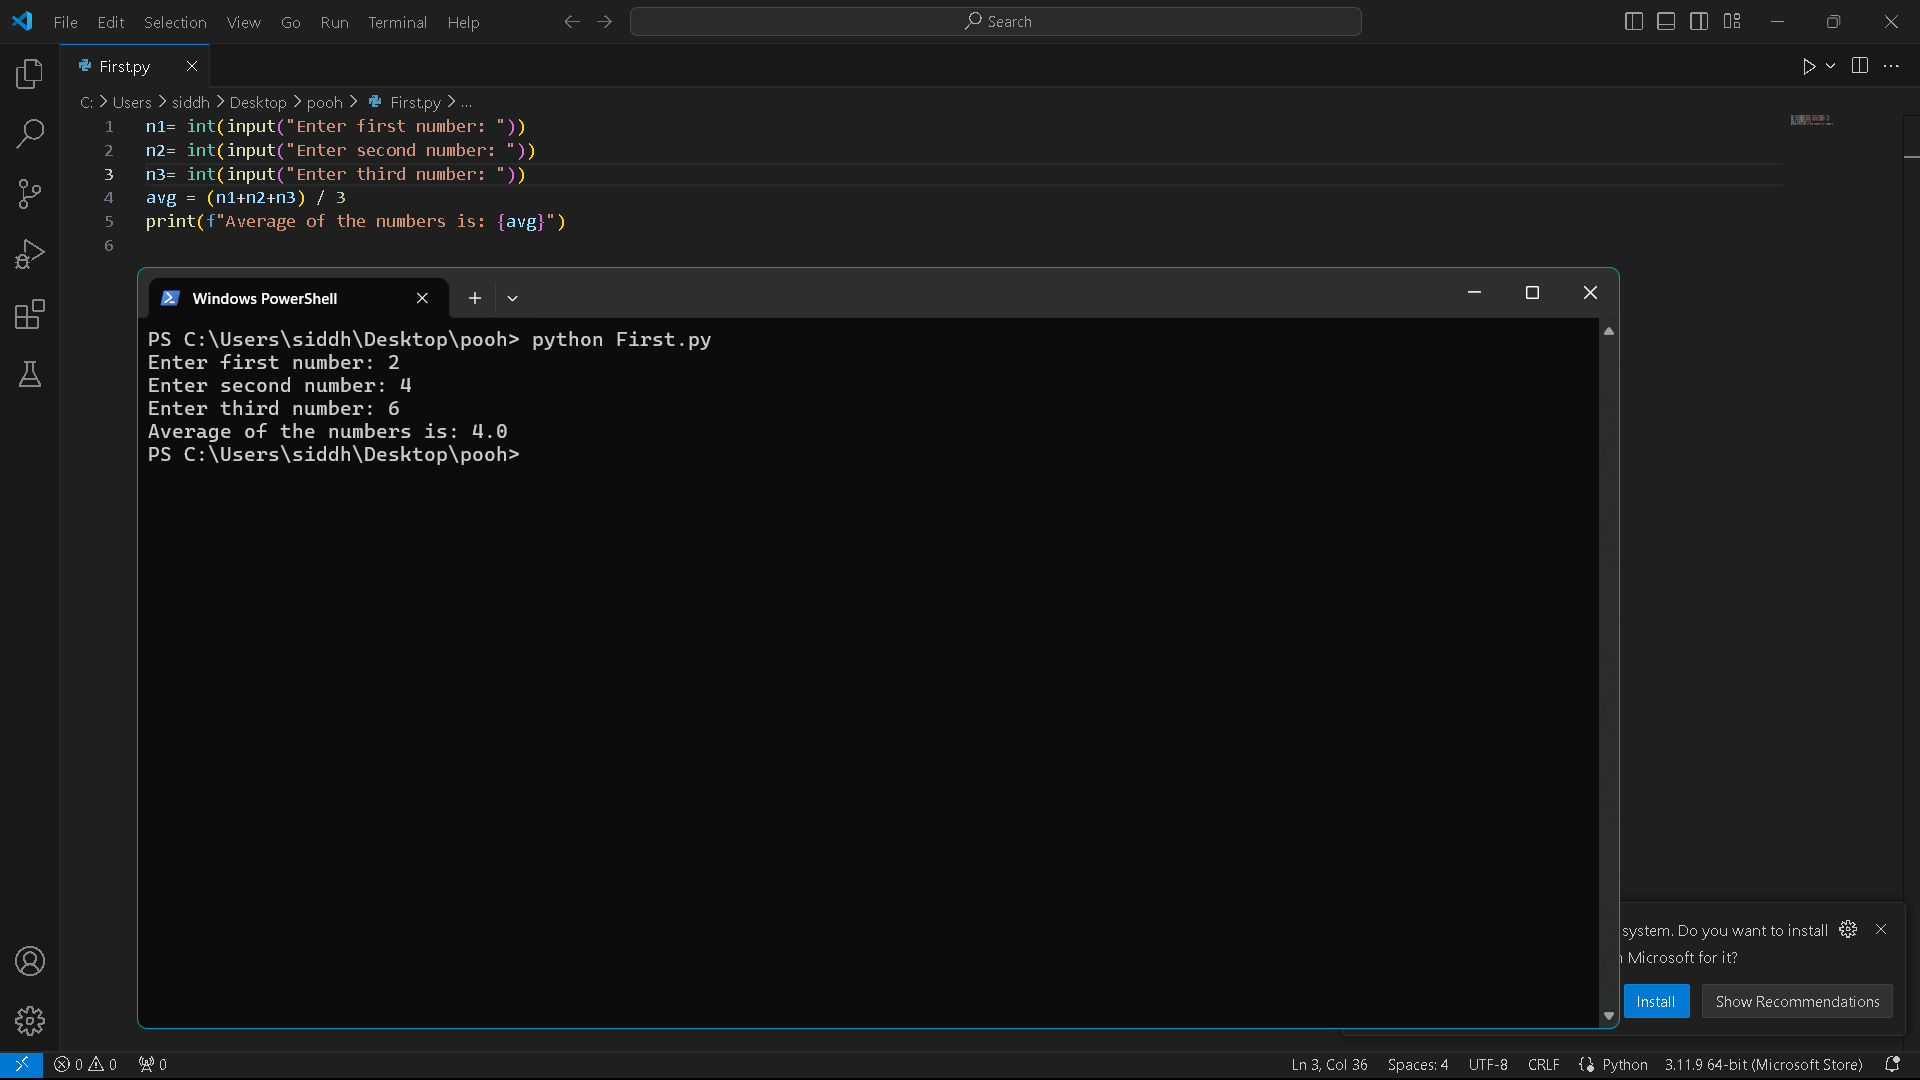 File Edit Selection View Go Run Terminal Help
Search
First.py
C: > Users > siddh > Desktop > pooh > First.py > ...
1 n1= int(input("Enter first number: "))
2 n2= int(input("Enter second number: "))
3 n3= int(input("Enter third number: "))
4 avg = (n1+n2+n3) / 3
5 print(f"Average of the numbers is: {avg}")
6
Windows PowerShell
PS C:\Users\siddh\Desktop\pooh> python First.py
Enter first number: 2
Enter second number: 4
Enter third number: 6
Average of the numbers is: 4.0
PS C:\Users\siddh\Desktop\pooh>
system. Do you want to install
Microsoft for it?
Install Show Recommendations
0 0 0 Ln 3, Col 36 Spaces: 4 UTF-8 CRLF Python 3.11.9 64-bit (Microsoft Store)